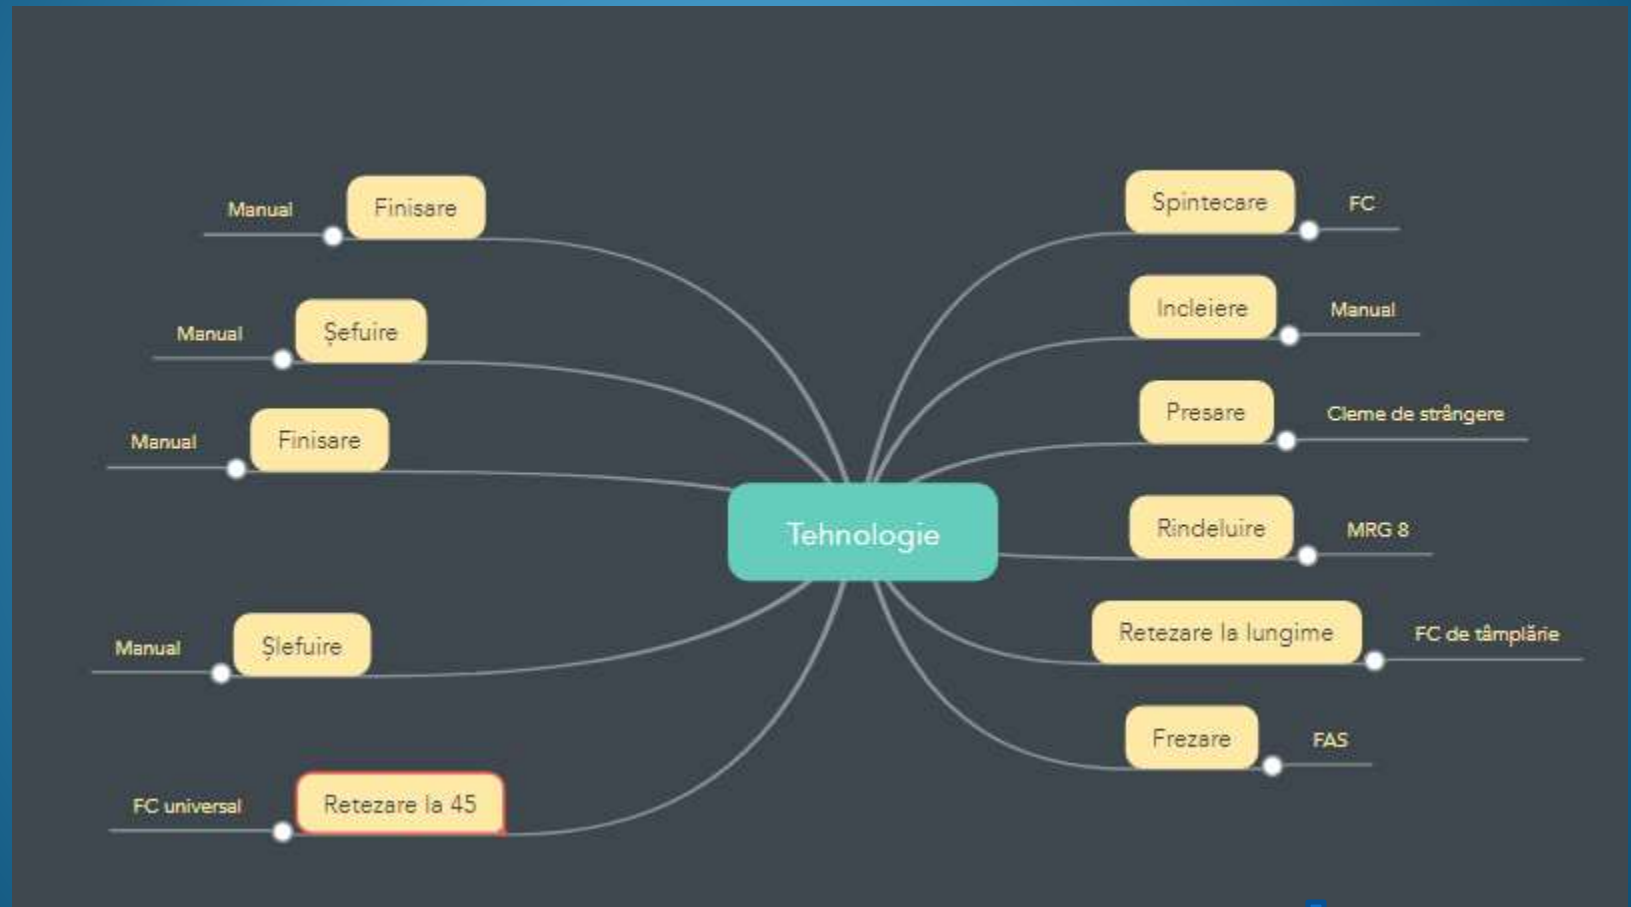 Manual
Finisare
Manual
Șefuire
Manual
Finisare
Manual
Șlefuire
FC universal
Retezare la 45
Tehnologie
Spintecare
FC
Incleiere
Manual
Presare
Cleme de strângere
Rindeluire
MRG 8
Retezare la lungime
FC de tâmplărie
Frezare
FAS